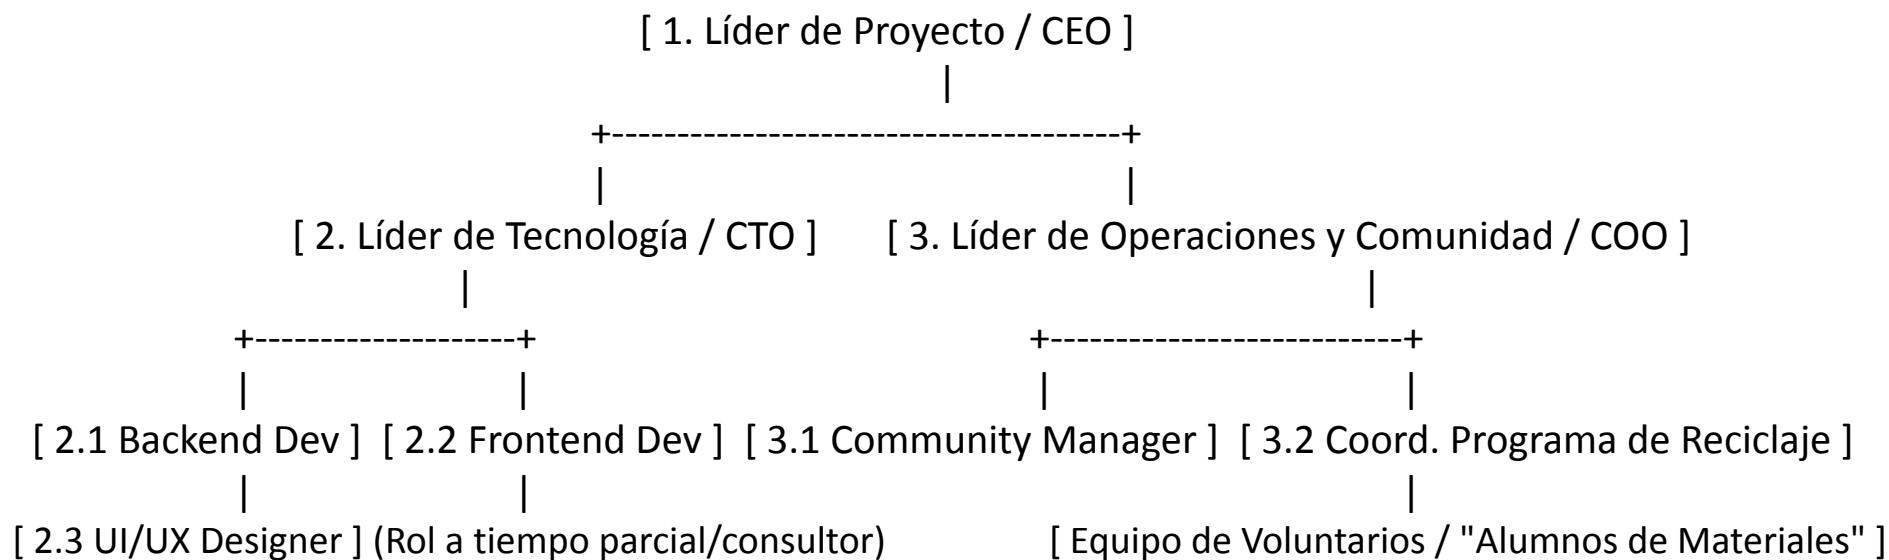 [ 1. Líder de Proyecto / CEO ]
|
+---------------------------------------+
| |
[ 2. Líder de Tecnología / CTO ] [ 3. Líder de Operaciones y Comunidad / COO ]
| |
+--------------------+ +---------------------------+
| | | |
[ 2.1 Backend Dev ] [ 2.2 Frontend Dev ] [ 3.1 Community Manager ] [ 3.2 Coord. Programa de Reciclaje ]
| | |
[ 2.3 UI/UX Designer ] (Rol a tiempo parcial/consultor) [ Equipo de Voluntarios / "Alumnos de Materiales" ]